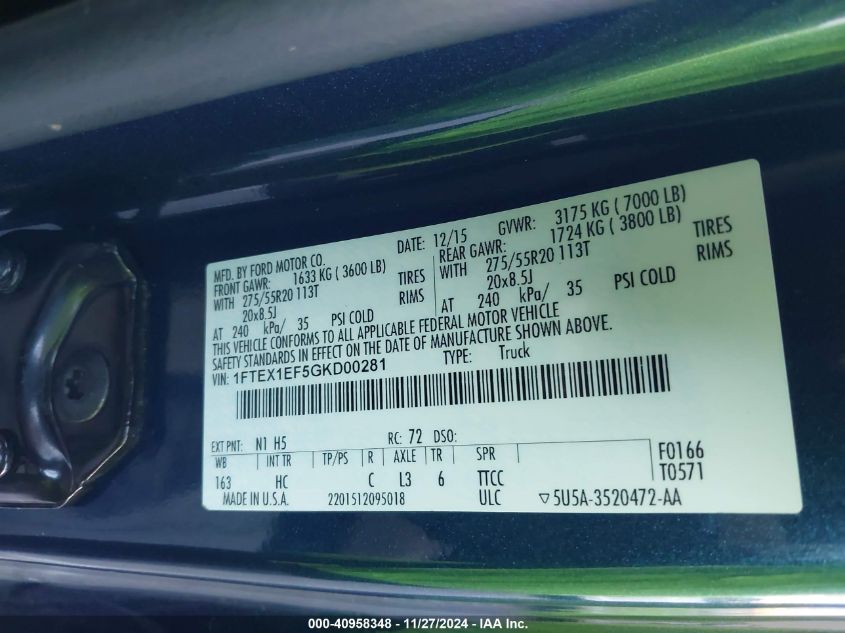 MFD. BY FORD MOTOR CO.
DATE: 12/15 GVWR: 3175 KG ( 7000 LB)
FRONT GAWR: 1633 KG ( 3600 LB)
REAR GAWR: 1724 KG ( 3800 LB)
WITH 275/55R20 113T TIRES
WITH 275/55R20 113T TIRES
20x8.5J RIMS
20x8.5J RIMS
AT 240 kPa/ 35 PSI COLD
AT 240 kPa/ 35 PSI COLD
THIS VEHICLE CONFORMS TO ALL APPLICABLE FEDERAL MOTOR VEHICLE
SAFETY STANDARDS IN EFFECT ON THE DATE OF MANUFACTURE SHOWN ABOVE.
VIN: 1FTEX1EF5GKD00281 TYPE: Truck
EXT PNT: N1 H5 RC: 72 DSO:
WB INT TR TP/PS R AXLE TR SPR F0166
163 HC C L3 6 TTCC T0571
MADE IN U.S.A. 2201512095018 ULC ▽5U5A-3520472-AA
000-40958348 - 11/27/2024 - IAA Inc.